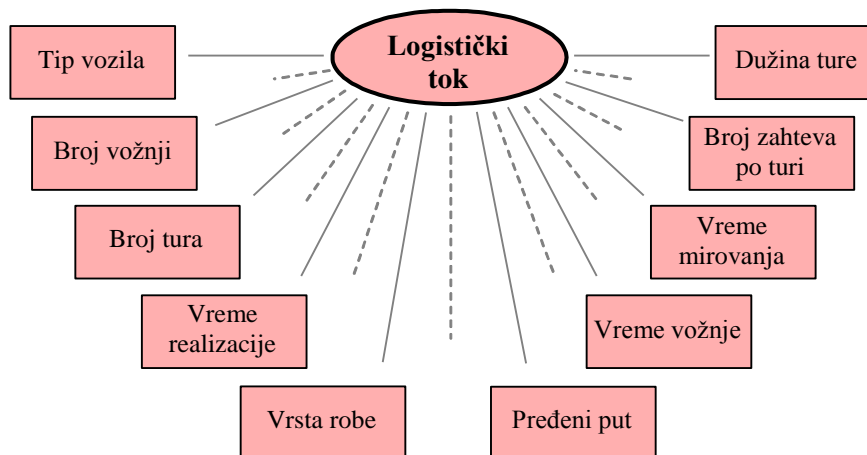 Logistički
tok
Tip vozila
Dužina ture
Broj vožnji
Broj zahteva
po turi
Broj tura
Vreme
mirovanja
Vreme
realizacije
Vreme vožnje
Vrsta robe
Pređeni put